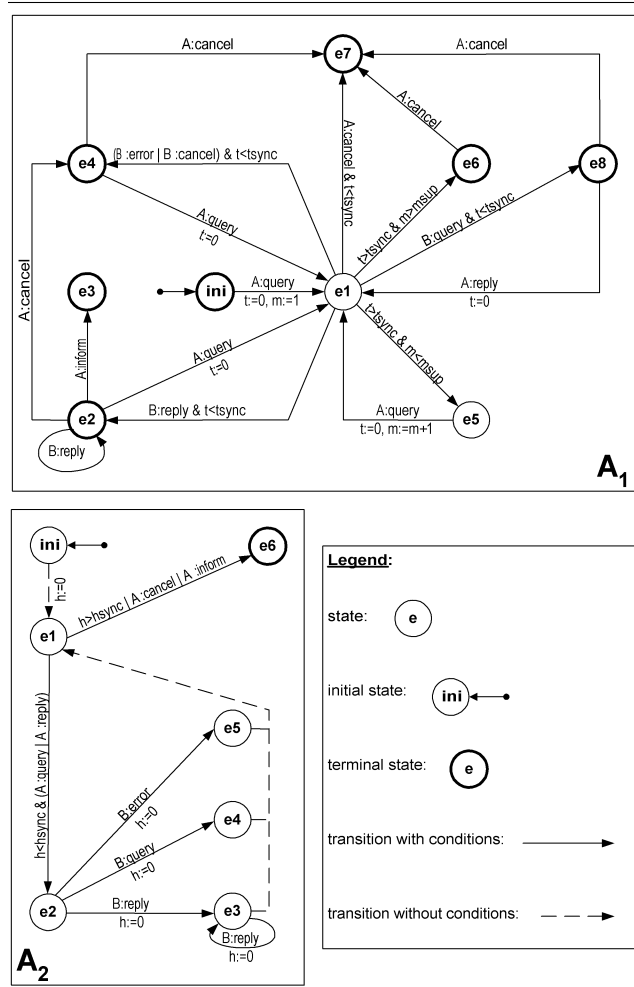 A:cancel
e7
A:cancel
A:cancel
e4
(B :error | B :cancel) & t<tsync
A:cancel & t<tsync
e6
e8
t>tsync & m>msup
B:query & t<tsync
A:query
t:=0
A:cancel
e3
ini
A:query
t:=0, m:=1
e1
A:reply
t:=0
A:inform
A:query
t:=0
t>tsync & m<msup
e2
B:reply & t<tsync
A:query
t:=0, m:=m+1
e5
B:reply
A1
ini
e6
h:=0
h>hsync | A :cancel | A :inform
e1
h<hsync & (A :query | A :reply)
e5
B:error
h:=0
e4
B:query
h:=0
e2
B:reply
h:=0
e3
B:reply
h:=0
A2
Legend:
state:
e
initial state:
ini
terminal state:
e
transition with conditions:
transition without conditions: